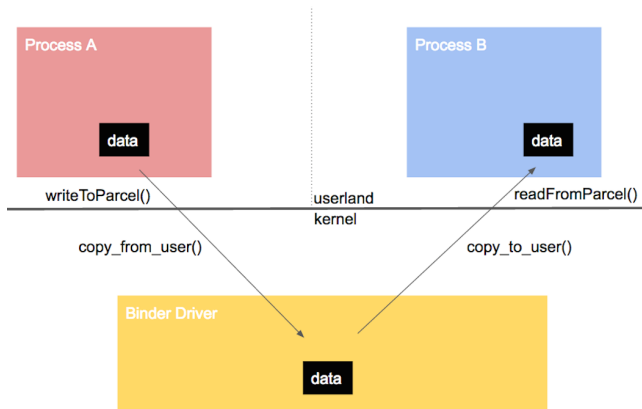 Process A
Process B
data
data
writeToParcel()
userland
readFromParcel()
kernel
copy_from_user()
copy_to_user()
Binder Driver
data